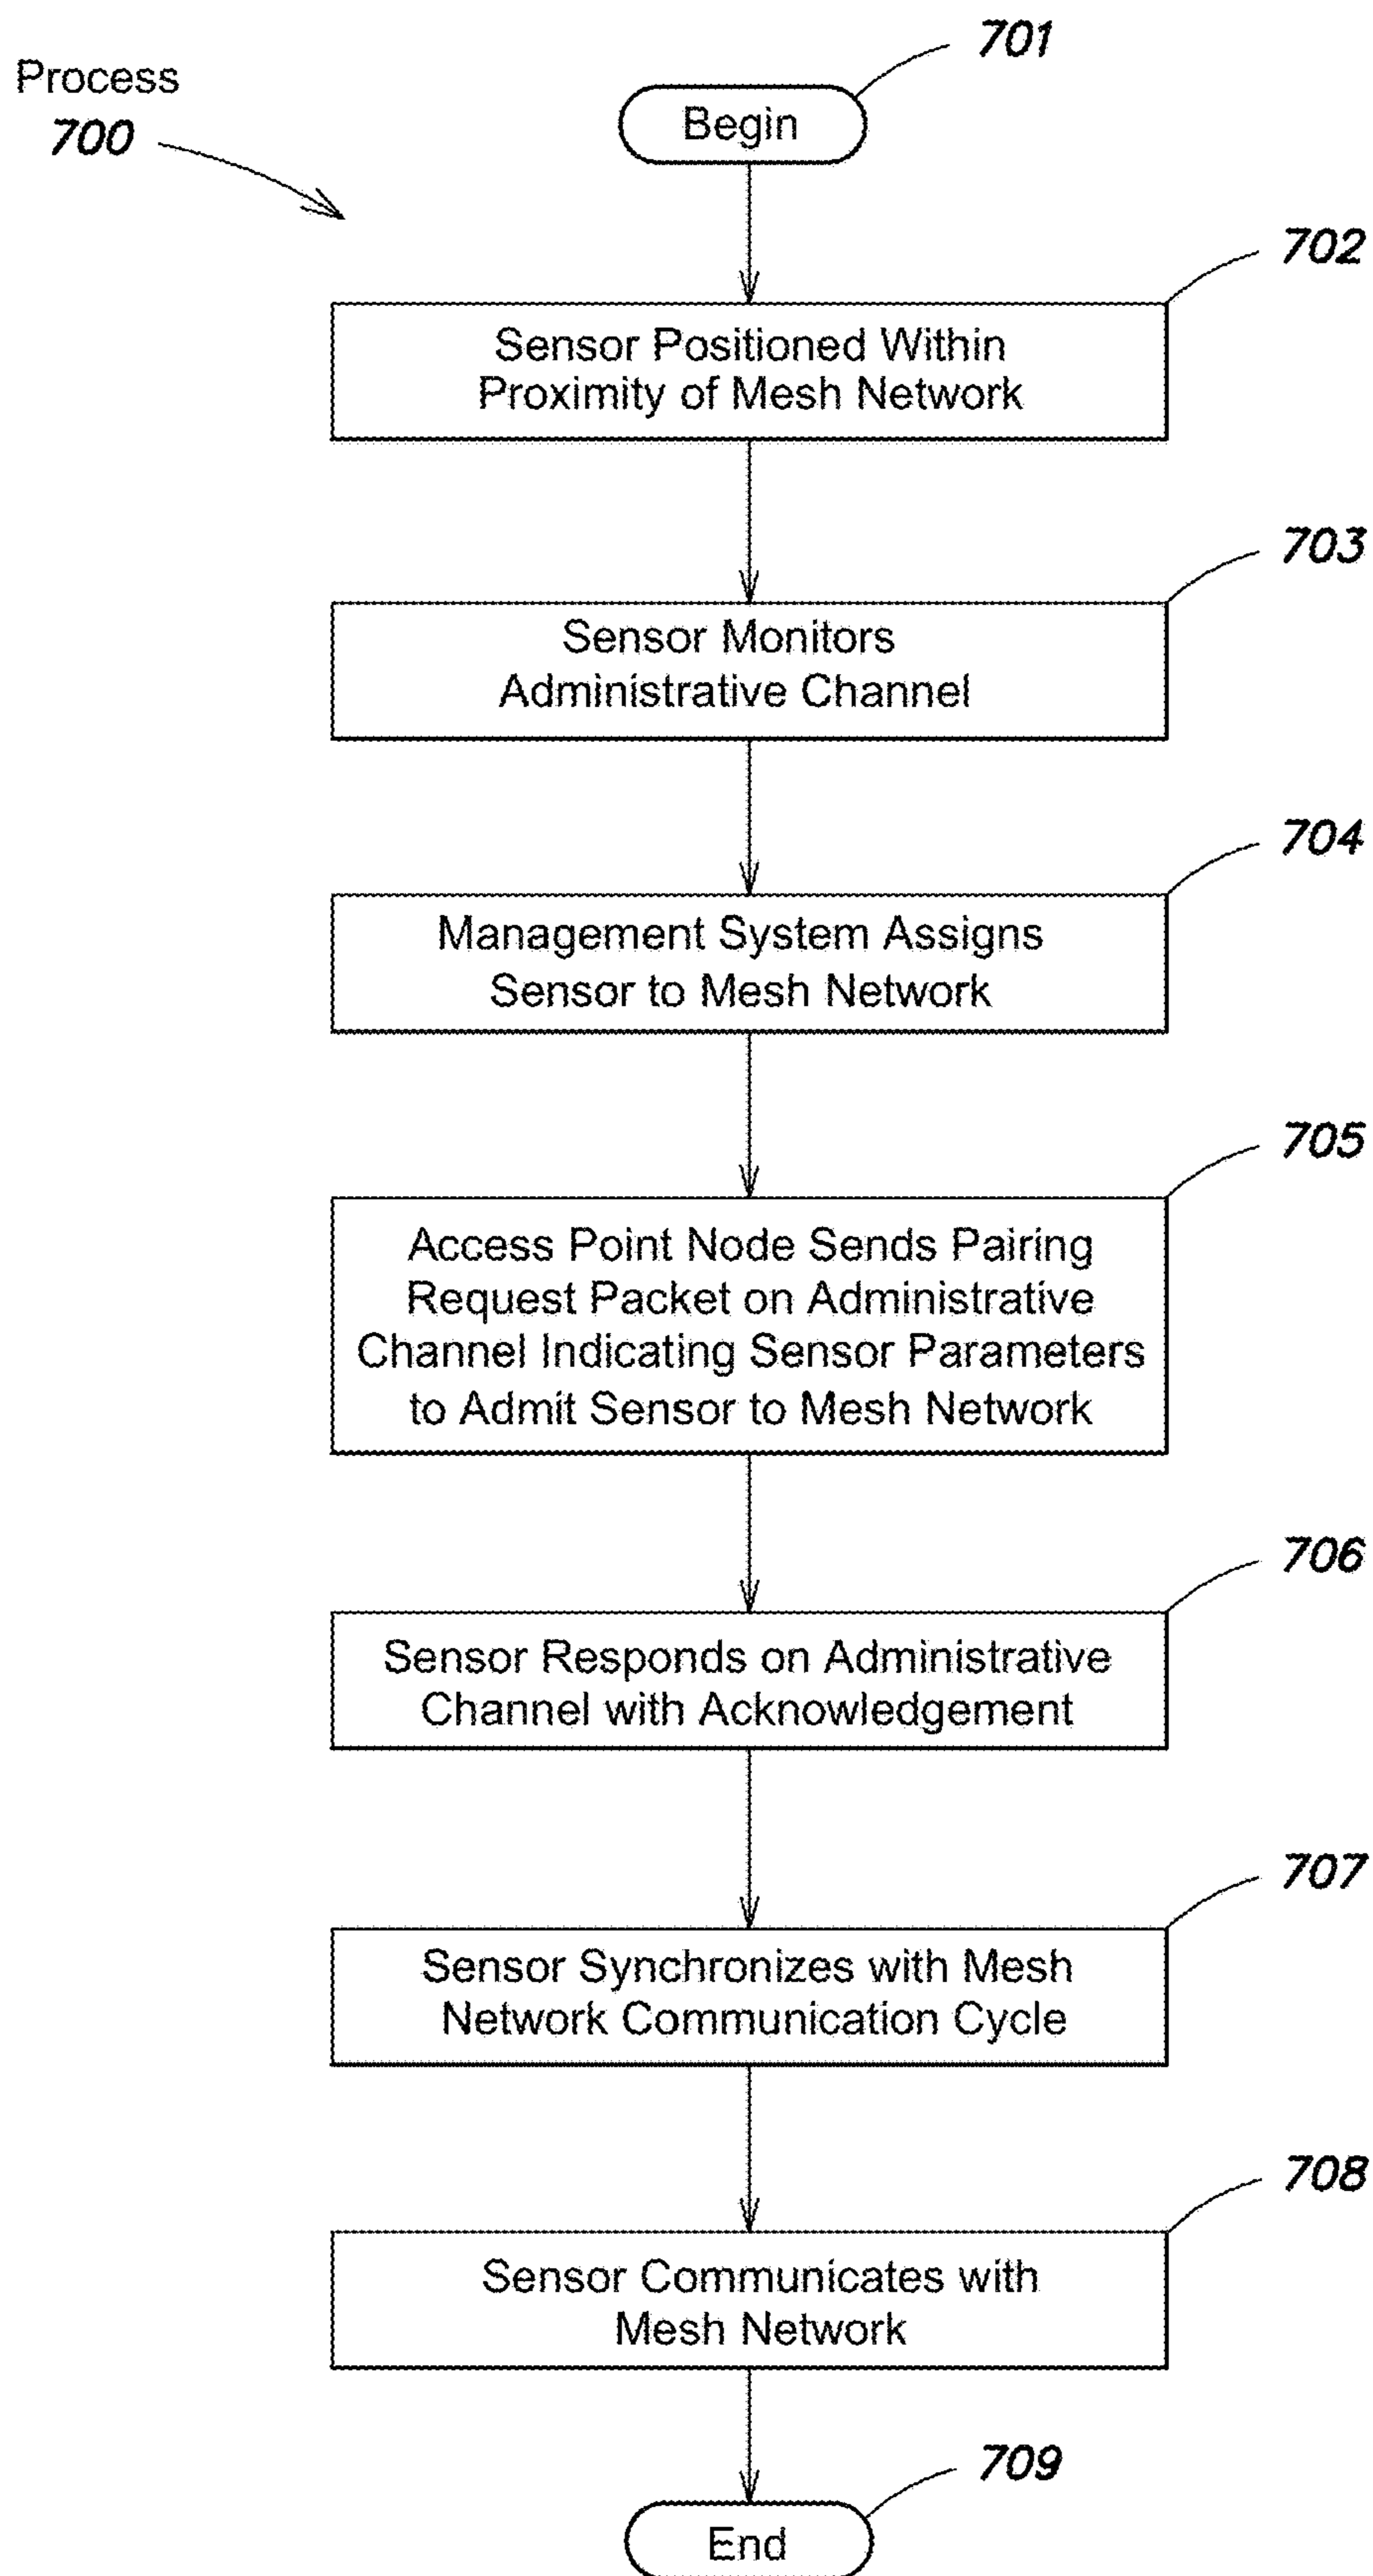 701
Process
700
Begin
702
Sensor Positioned Within
Proximity of Mesh Network
703
Sensor Monitors
Administrative Channel
704
Management System Assigns
Sensor to Mesh Network
705
Access Point Node Sends Pairing
Request Packet on Administrative
Channel Indicating Sensor Parameters
to Admit Sensor to Mesh Network
706
Sensor Responds on Administrative
Channel with Acknowledgement
707
Sensor Synchronizes with Mesh
Network Communication Cycle
708
Sensor Communicates with
Mesh Network
709
End